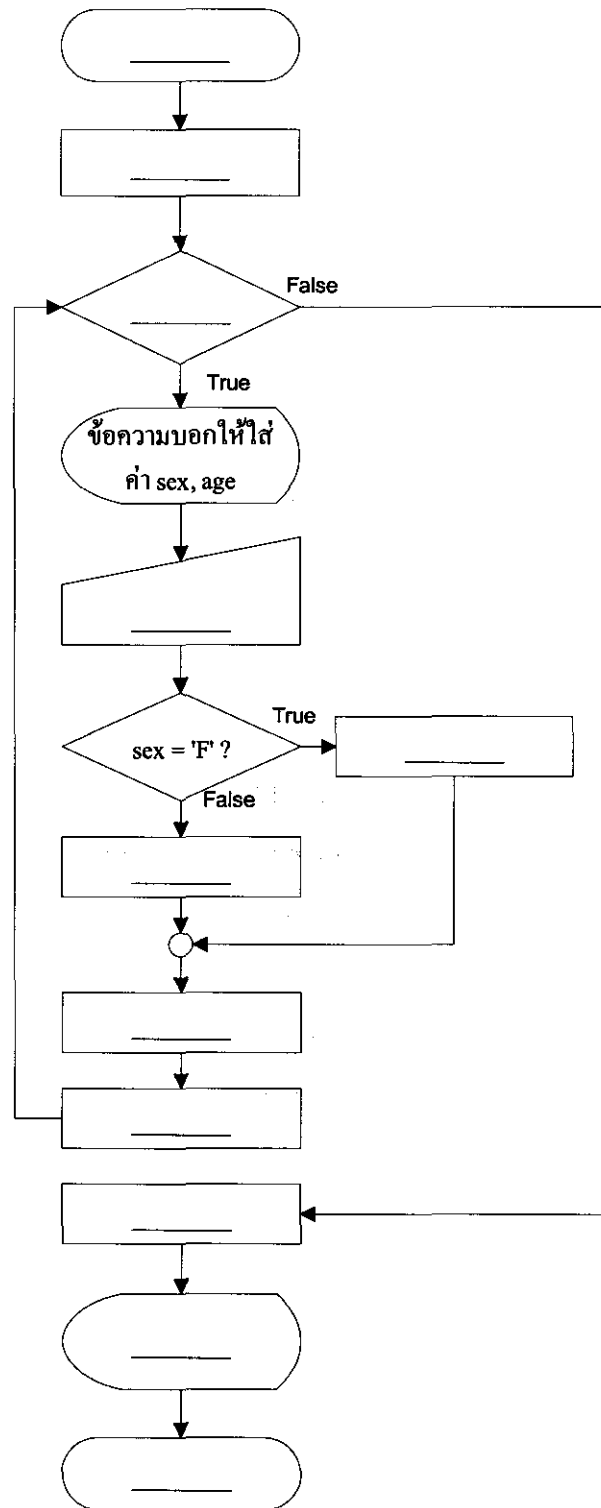 False
True
ข้อความบอกให้ใส่
ค่า sex, age
sex = 'F' ?
True
False